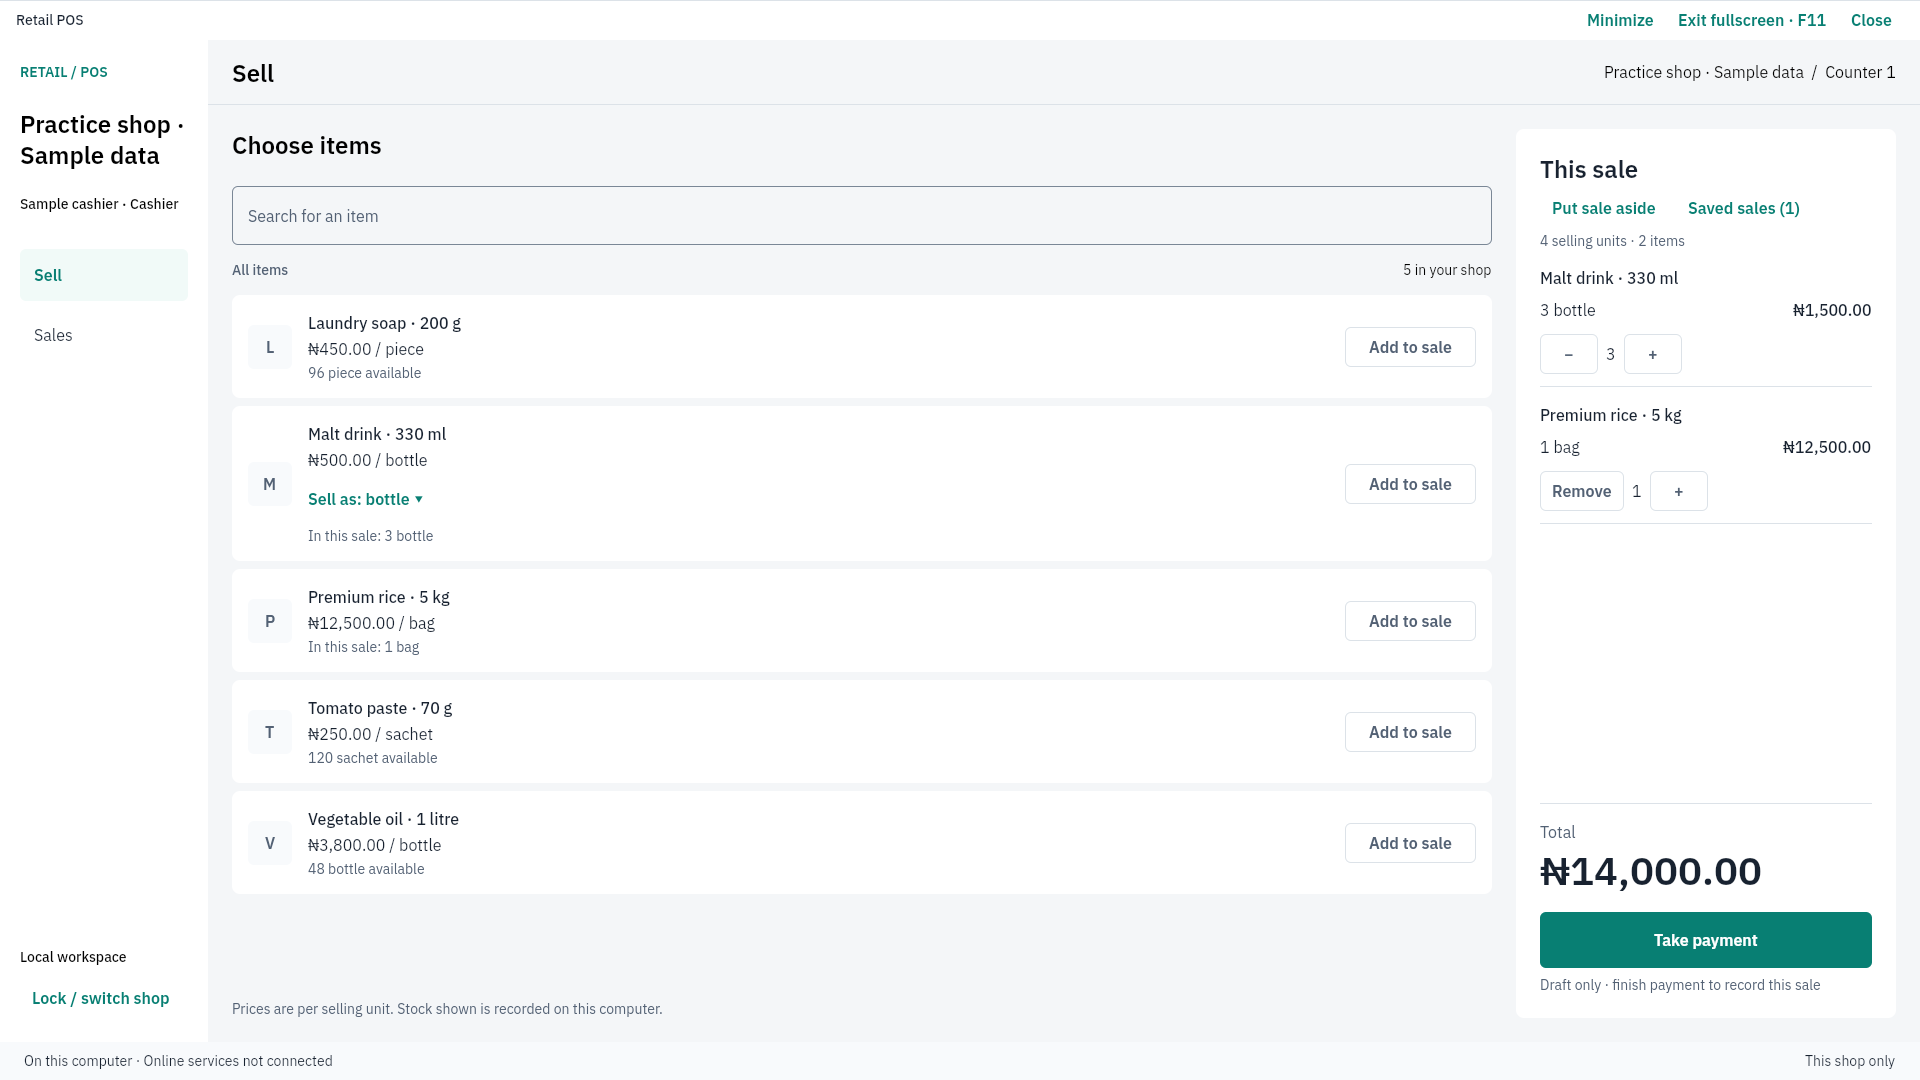 Retail POS
Minimize
Exit fullscreen · F11
Close
RETAIL / POS
Practice shop ·
Sample data
Sample cashier · Cashier
Sell
Sales
Local workspace
Lock / switch shop
Sell
Practice shop · Sample data / Counter 1
Choose items
Search for an item
All items
5 in your shop
L
Laundry soap · 200 g
₦450.00 / piece
96 piece available
Add to sale
M
Malt drink · 330 ml
₦500.00 / bottle
Sell as: bottle ▾
In this sale: 3 bottle
Add to sale
P
Premium rice · 5 kg
₦12,500.00 / bag
In this sale: 1 bag
Add to sale
T
Tomato paste · 70 g
₦250.00 / sachet
120 sachet available
Add to sale
V
Vegetable oil · 1 litre
₦3,800.00 / bottle
48 bottle available
Add to sale
Prices are per selling unit. Stock shown is recorded on this computer.
This sale
Put sale aside
Saved sales (1)
4 selling units · 2 items
Malt drink · 330 ml
3 bottle ₦1,500.00
− 3 +
Premium rice · 5 kg
1 bag ₦12,500.00
Remove 1 +
Total
₦14,000.00
Take payment
Draft only · finish payment to record this sale
On this computer · Online services not connected
This shop only